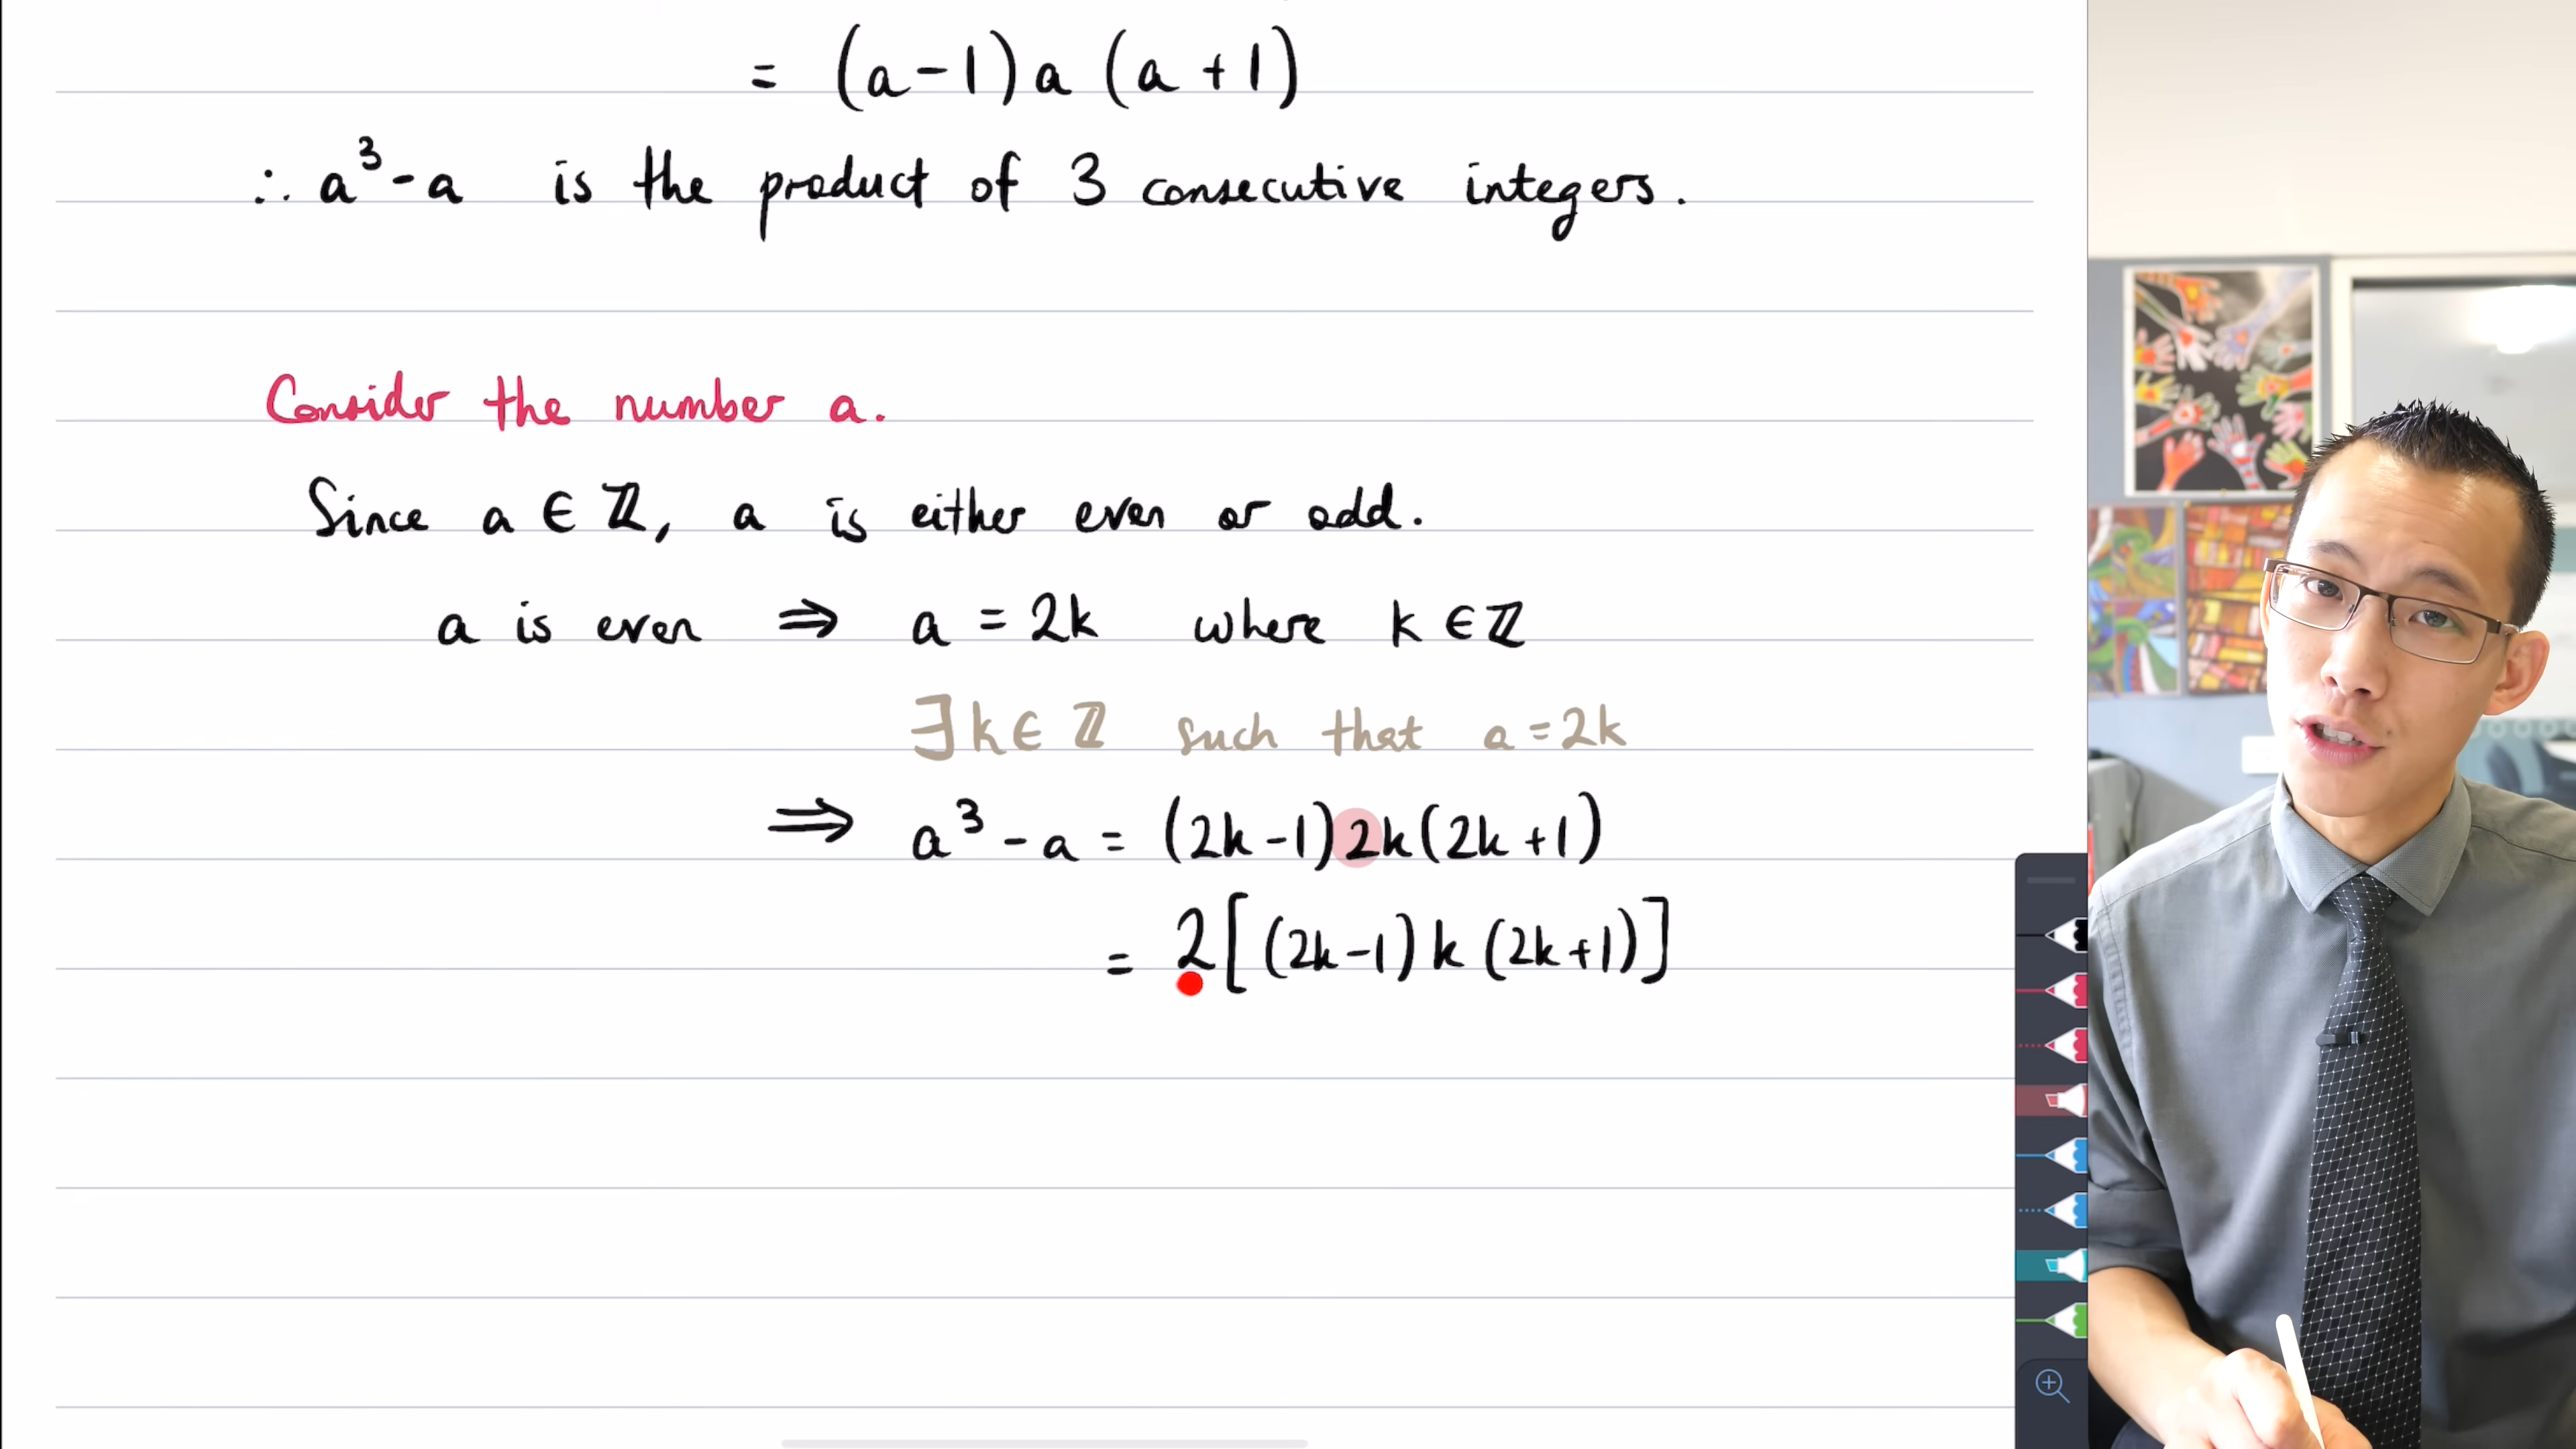 = (a-1) a (a+1)
∴ a³-a is the product of 3 consecutive integers.
Consider the number a.
Since a ∈ ℤ, a is either even or odd.
a is even ⇒ a = 2k where k ∈ ℤ
∃ k ∈ ℤ such that a = 2k
⇒ a³ - a = (2k-1) 2k (2k+1)
= 2[(2k-1) k (2k+1)]